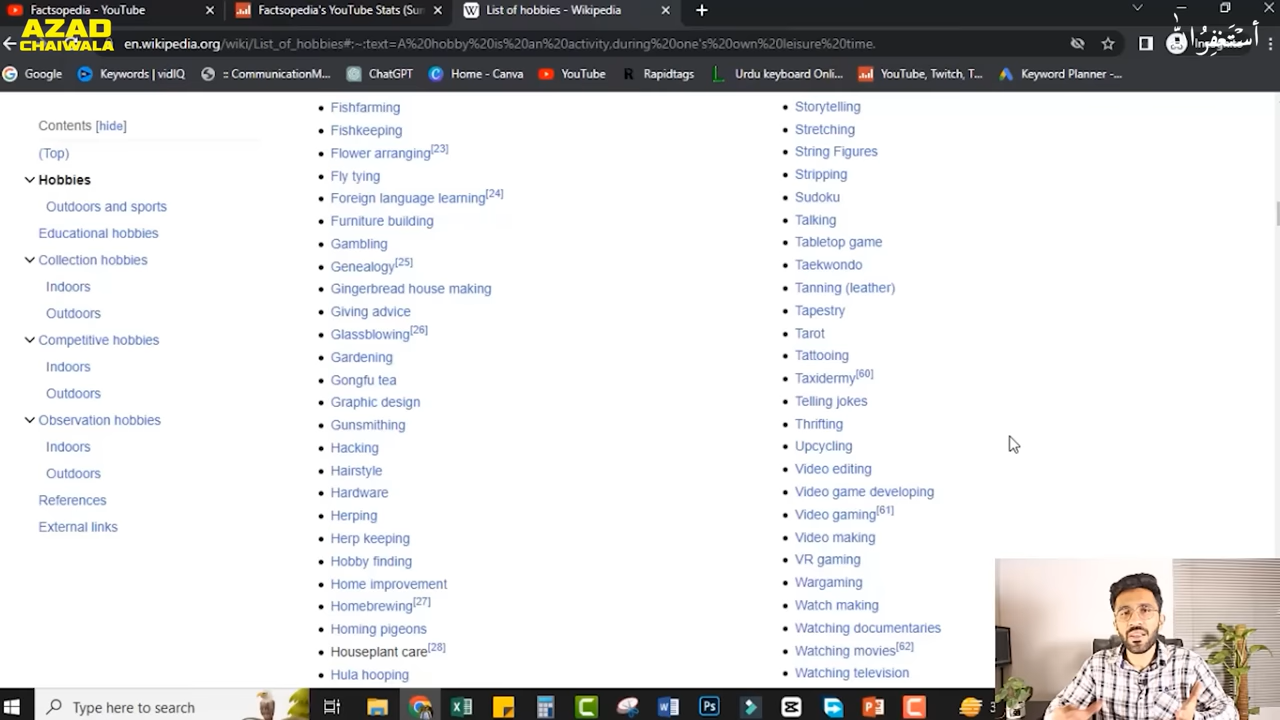 Factsopedia - YouTube
Factsopedia's YouTube Stats (Sum
List of hobbies - Wikipedia
AZAD
CHAIWALA
en.wikipedia.org/wiki/List_of_hobbies#:~:text=A%20hobby%20is%20an%20activity,during%20one's%20own%20leisure%20time.
أستغفر الله
Google
Keywords | vidIQ
:: CommunicationM...
ChatGPT
Home - Canva
YouTube
Rapidtags
Urdu keyboard Onl...
YouTube, Twitch, T...
Keyword Planner -...
Contents [hide]
(Top)
Hobbies
Outdoors and sports
Educational hobbies
Collection hobbies
Indoors
Outdoors
Competitive hobbies
Indoors
Outdoors
Observation hobbies
Indoors
Outdoors
References
External links
Fishfarming
Fishkeeping
Flower arranging[23]
Fly tying
Foreign language learning[24]
Furniture building
Gambling
Genealogy[25]
Gingerbread house making
Giving advice
Glassblowing[26]
Gardening
Gongfu tea
Graphic design
Gunsmithing
Hacking
Hairstyle
Hardware
Herping
Herp keeping
Hobby finding
Home improvement
Homebrewing[27]
Homing pigeons
Houseplant care[28]
Hula hooping
Storytelling
Stretching
String Figures
Stripping
Sudoku
Talking
Tabletop game
Taekwondo
Tanning (leather)
Tapestry
Tarot
Tattooing
Taxidermy[60]
Telling jokes
Thrifting
Upcycling
Video editing
Video game developing
Video gaming[61]
Video making
VR gaming
Wargaming
Watch making
Watching documentaries
Watching movies[62]
Watching television
Type here to search